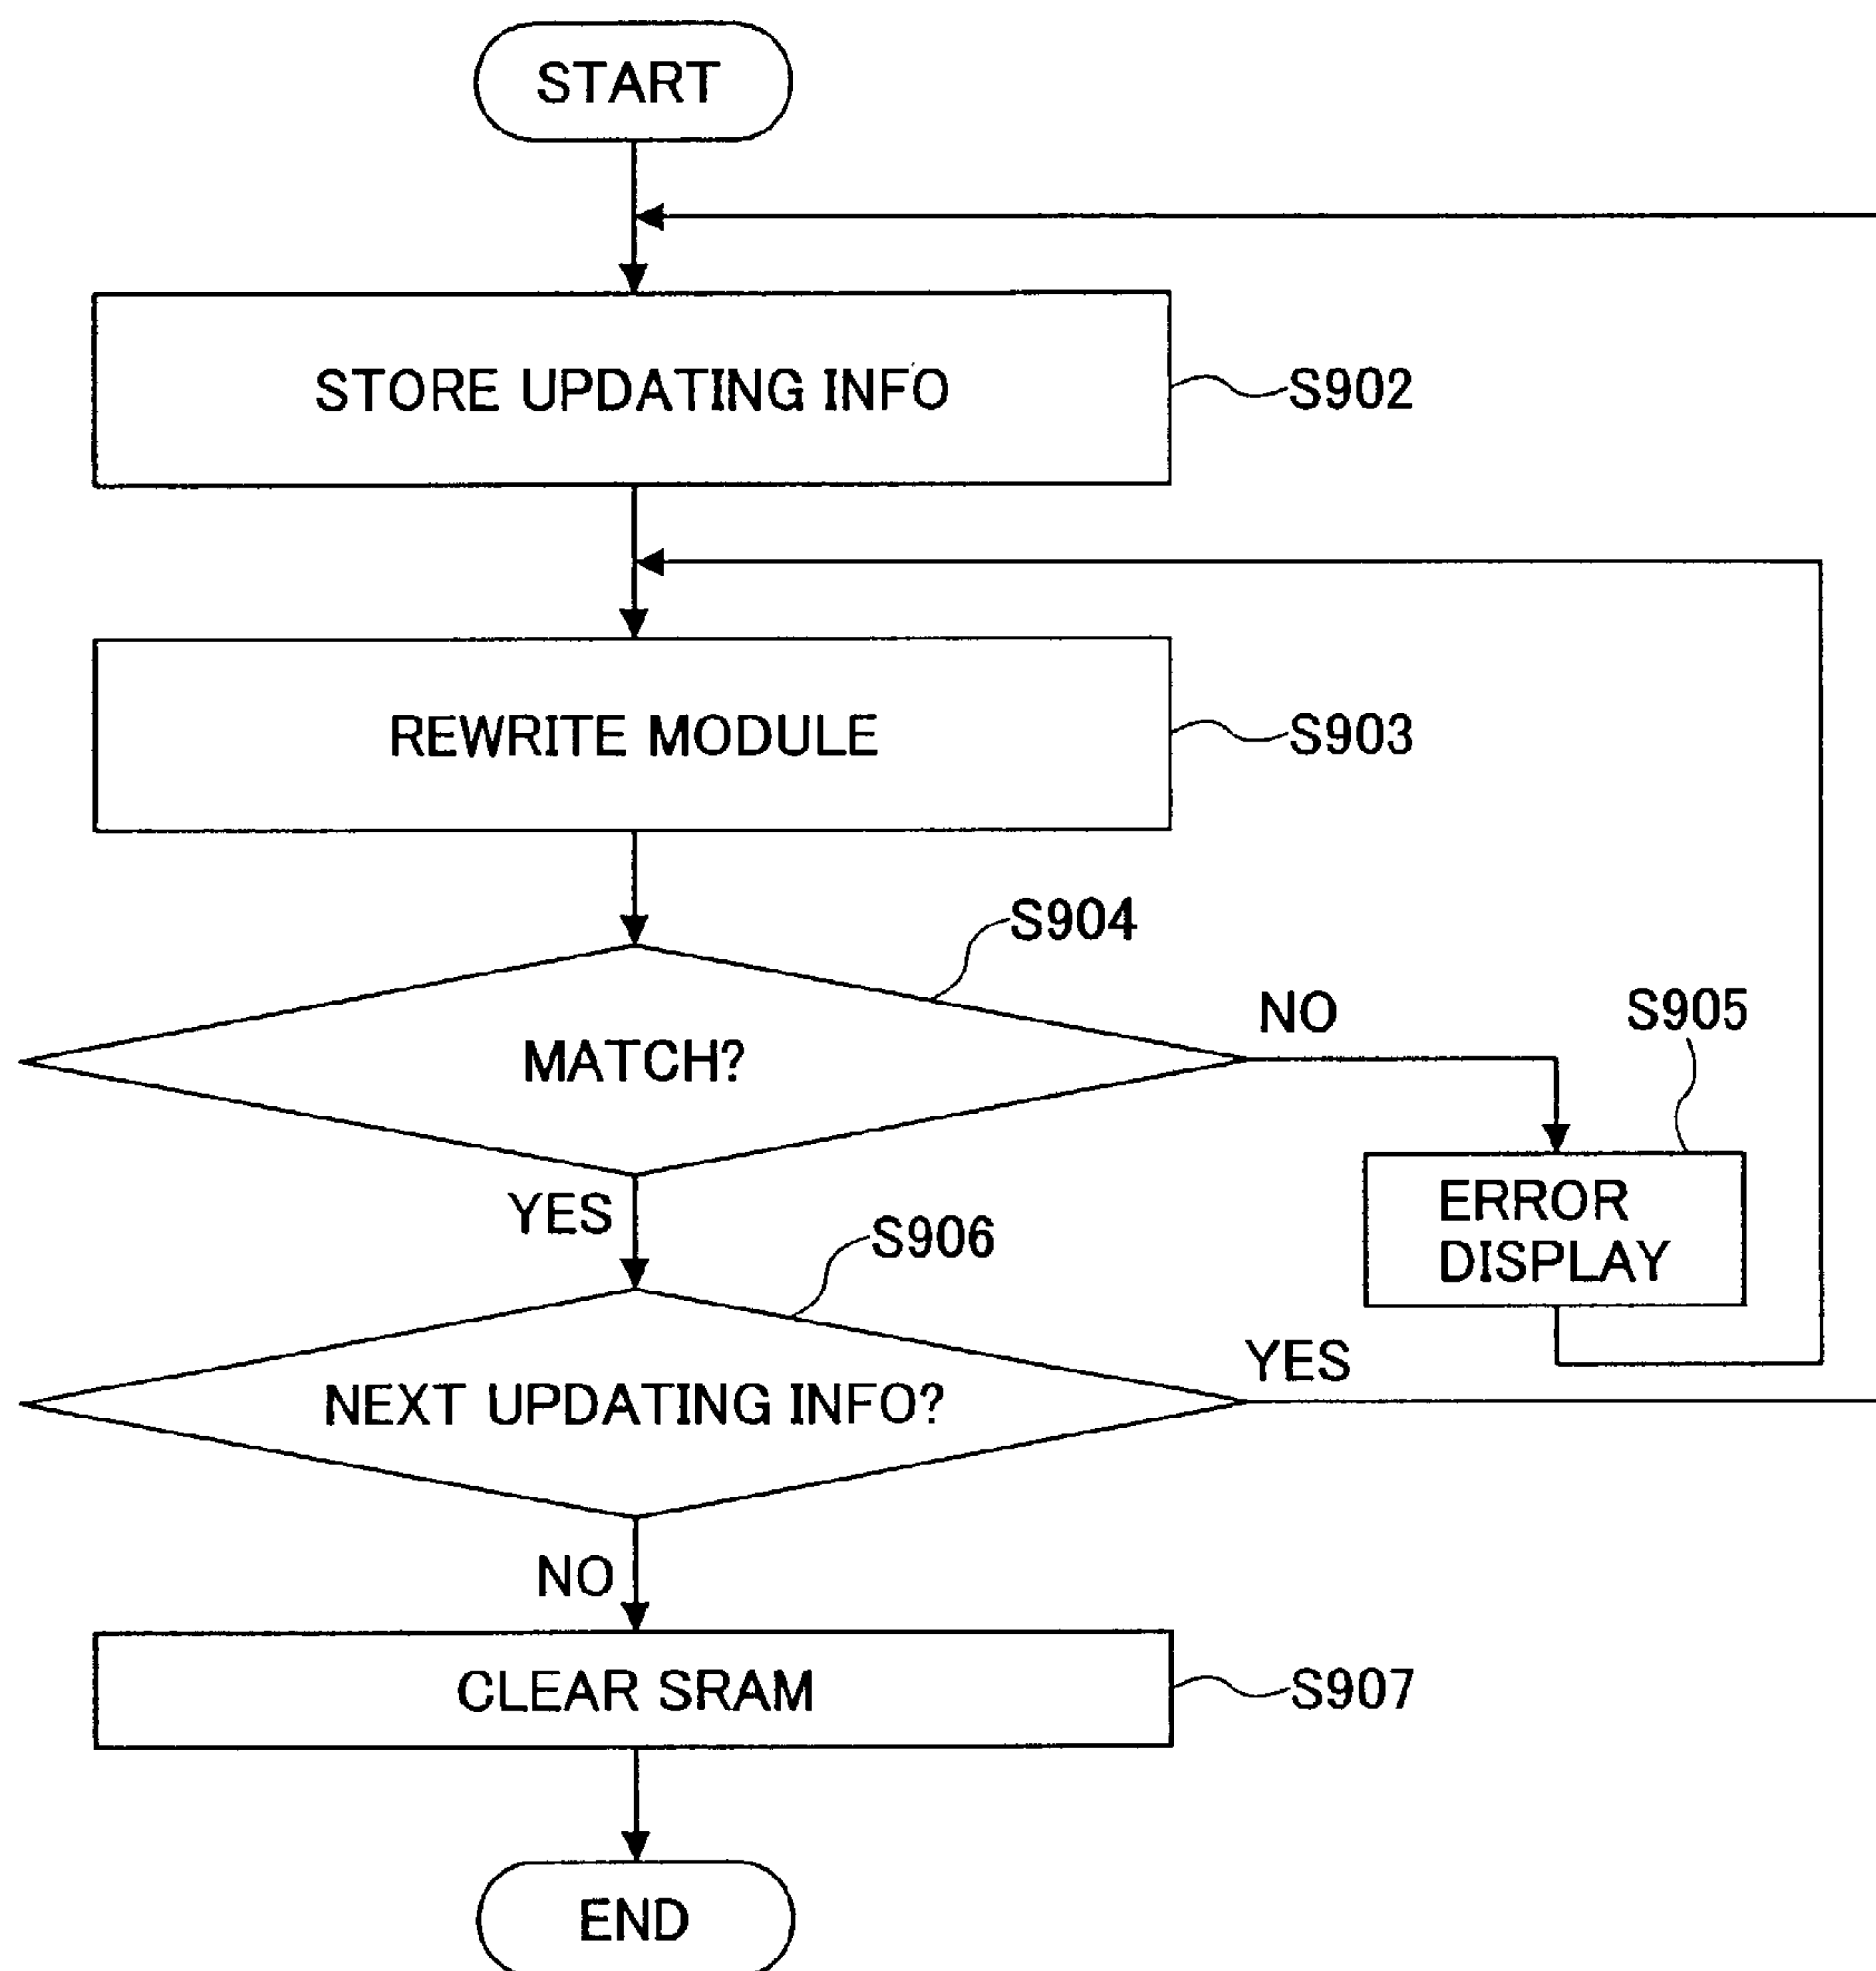 START
STORE UPDATING INFO
S902
REWRITE MODULE
S903
S904
MATCH?
NO
S905
ERROR
DISPLAY
YES
S906
NEXT UPDATING INFO?
YES
NO
CLEAR SRAM
S907
END